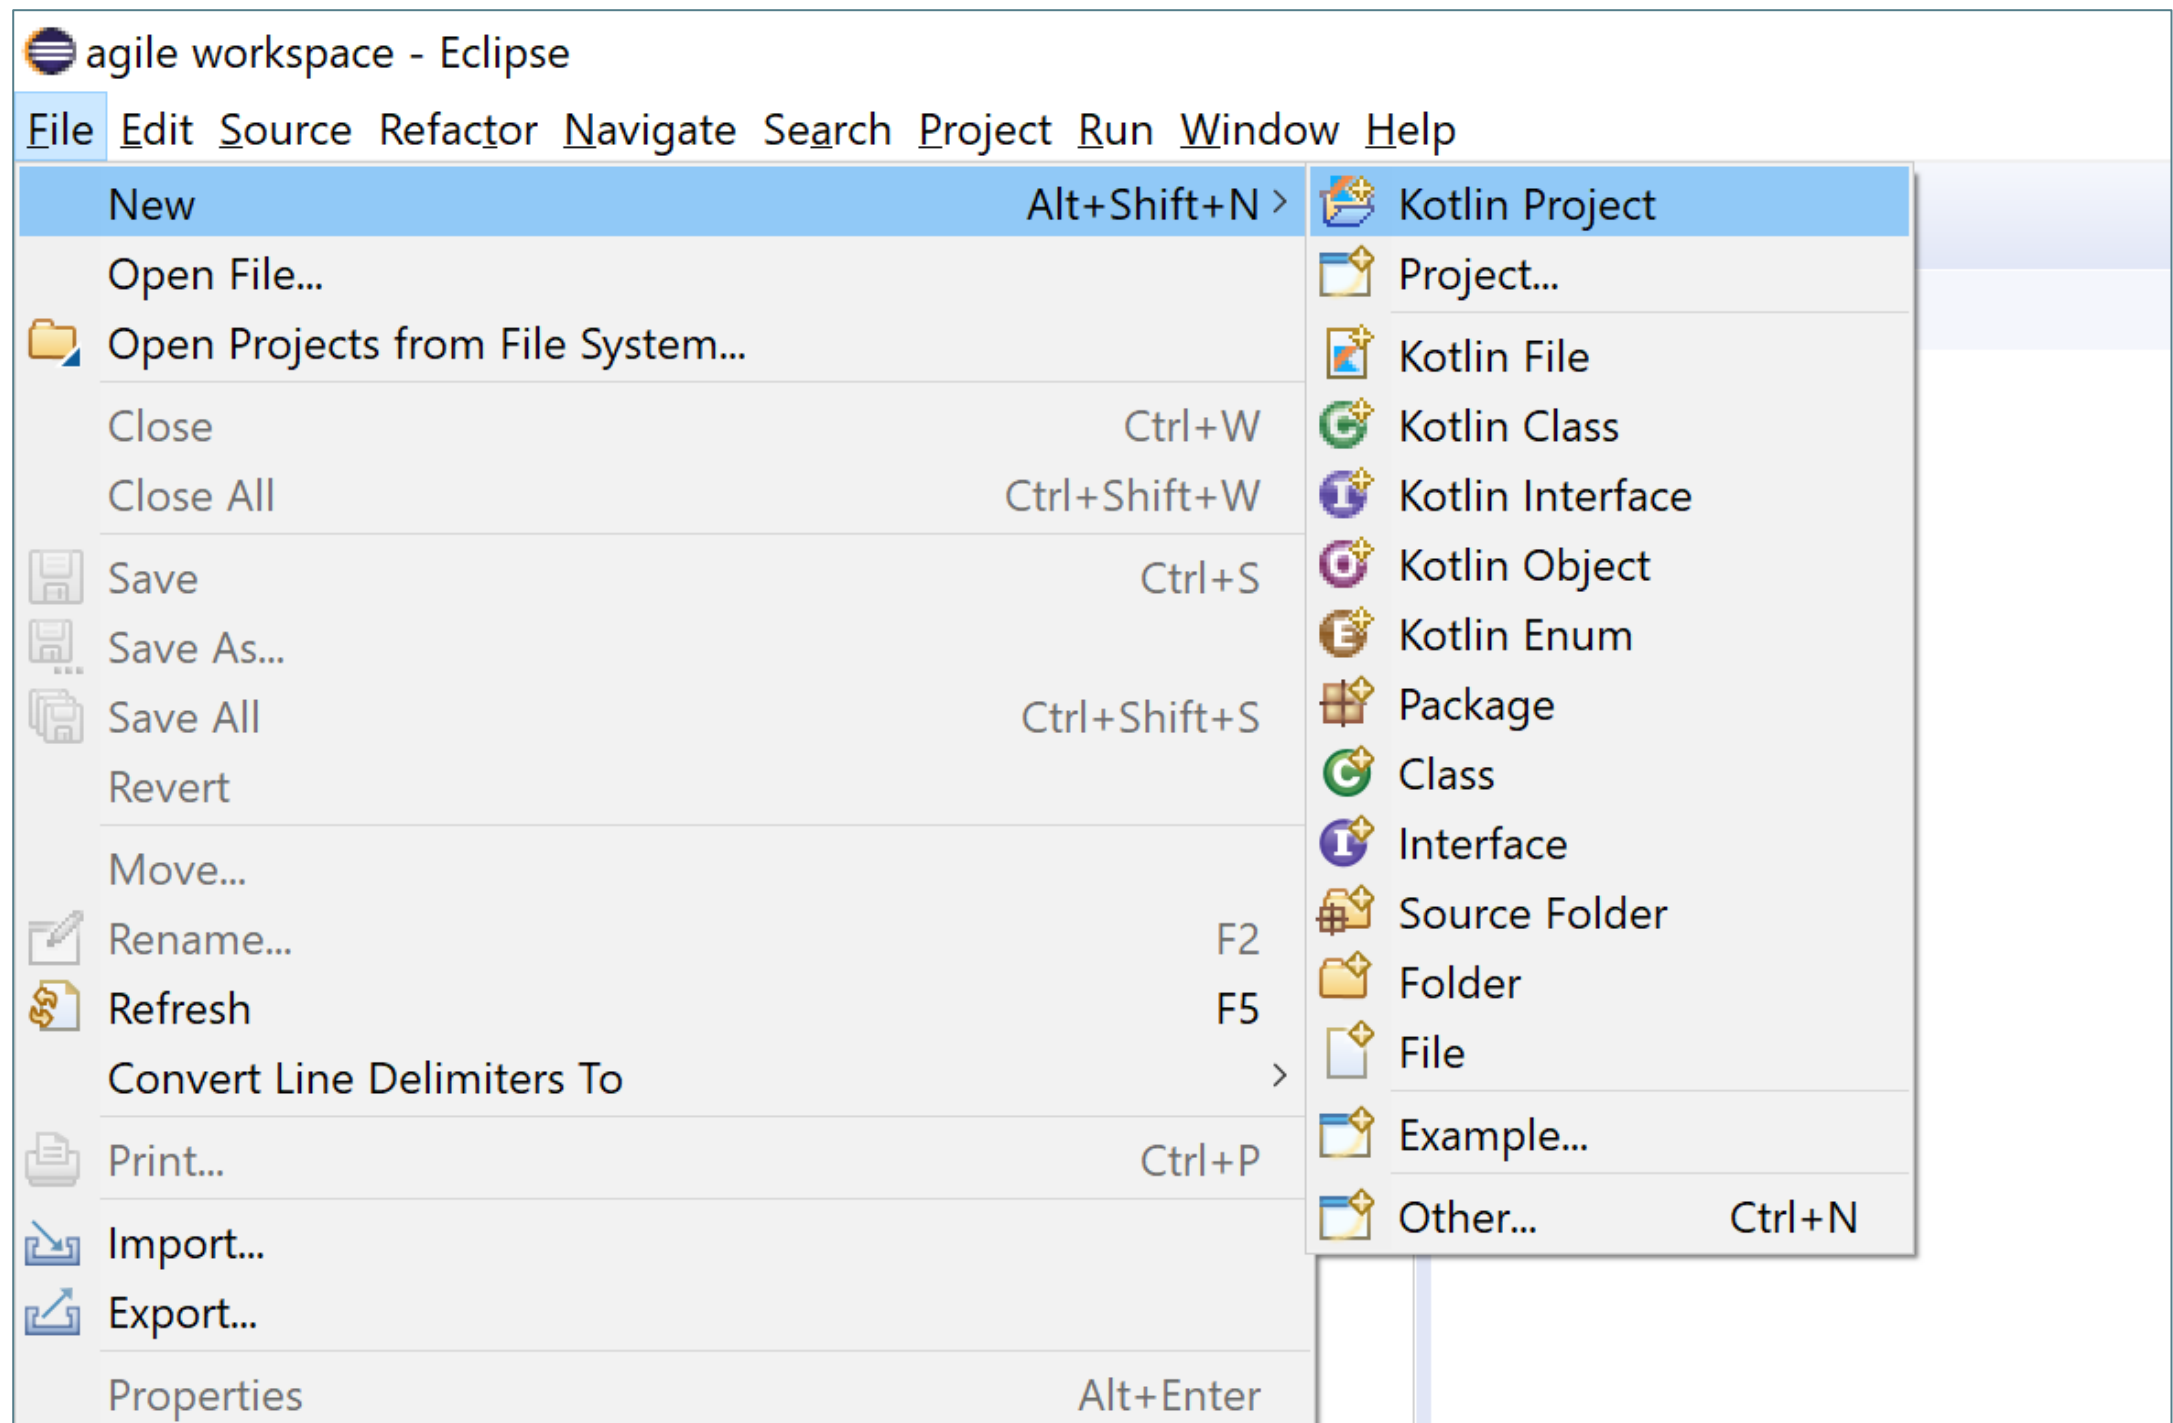 agile workspace - Eclipse
File Edit Source Refactor Navigate Search Project Run Window Help
New Alt+Shift+N >
Open File...
Open Projects from File System...
Close Ctrl+W
Close All Ctrl+Shift+W
Save Ctrl+S
Save As...
Save All Ctrl+Shift+S
Revert
Move...
Rename... F2
Refresh F5
Convert Line Delimiters To >
Print... Ctrl+P
Import...
Export...
Properties Alt+Enter
Kotlin Project
Project...
Kotlin File
Kotlin Class
Kotlin Interface
Kotlin Object
Kotlin Enum
Package
Class
Interface
Source Folder
Folder
File
Example...
Other... Ctrl+N